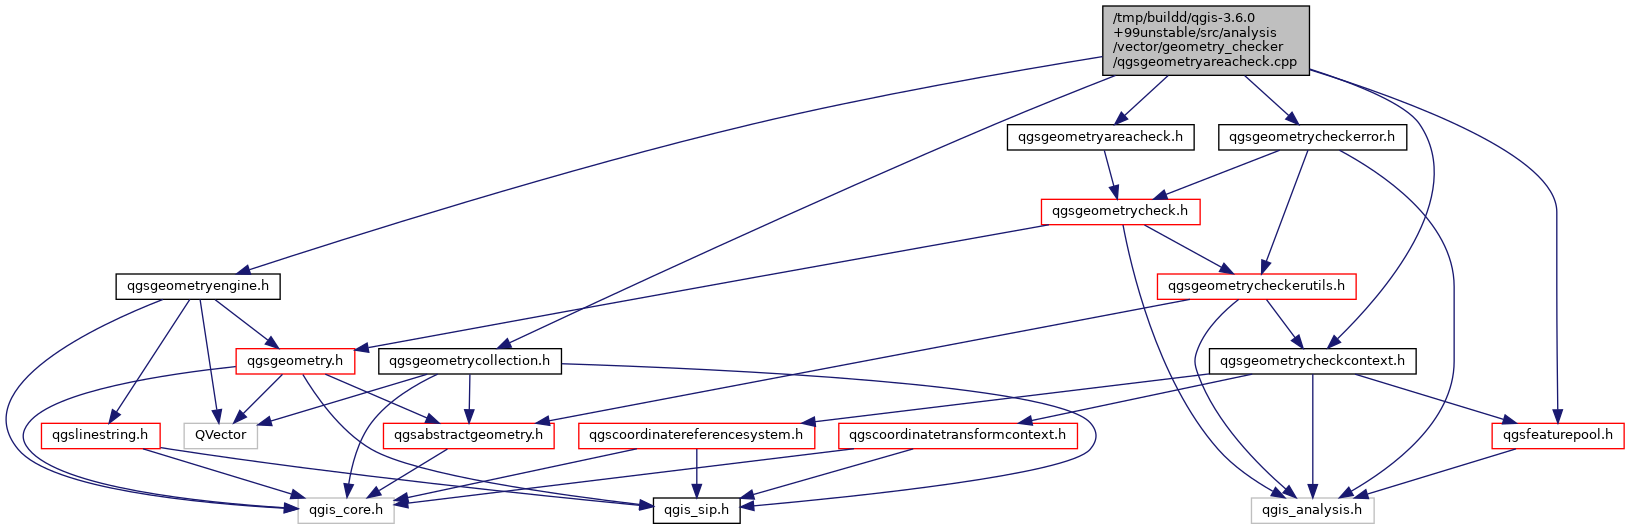 /tmp/buildd/qgis-3.6.0
+99unstable/src/analysis
/vector/geometry_checker
/qgsgeometryareacheck.cpp
qgsgeometryareacheck.h
qgsgeometrycheckerror.h
qgsgeometrycheck.h
qgsgeometryengine.h
qgsgeometrycheckerutils.h
qgsgeometry.h
qgsgeometrycollection.h
qgsgeometrycheckcontext.h
qgslinestring.h
QVector
qgsabstractgeometry.h
qgscoordinatereferencesystem.h
qgscoordinatetransformcontext.h
qgsfeaturepool.h
qgis_core.h
qgis_sip.h
qgis_analysis.h